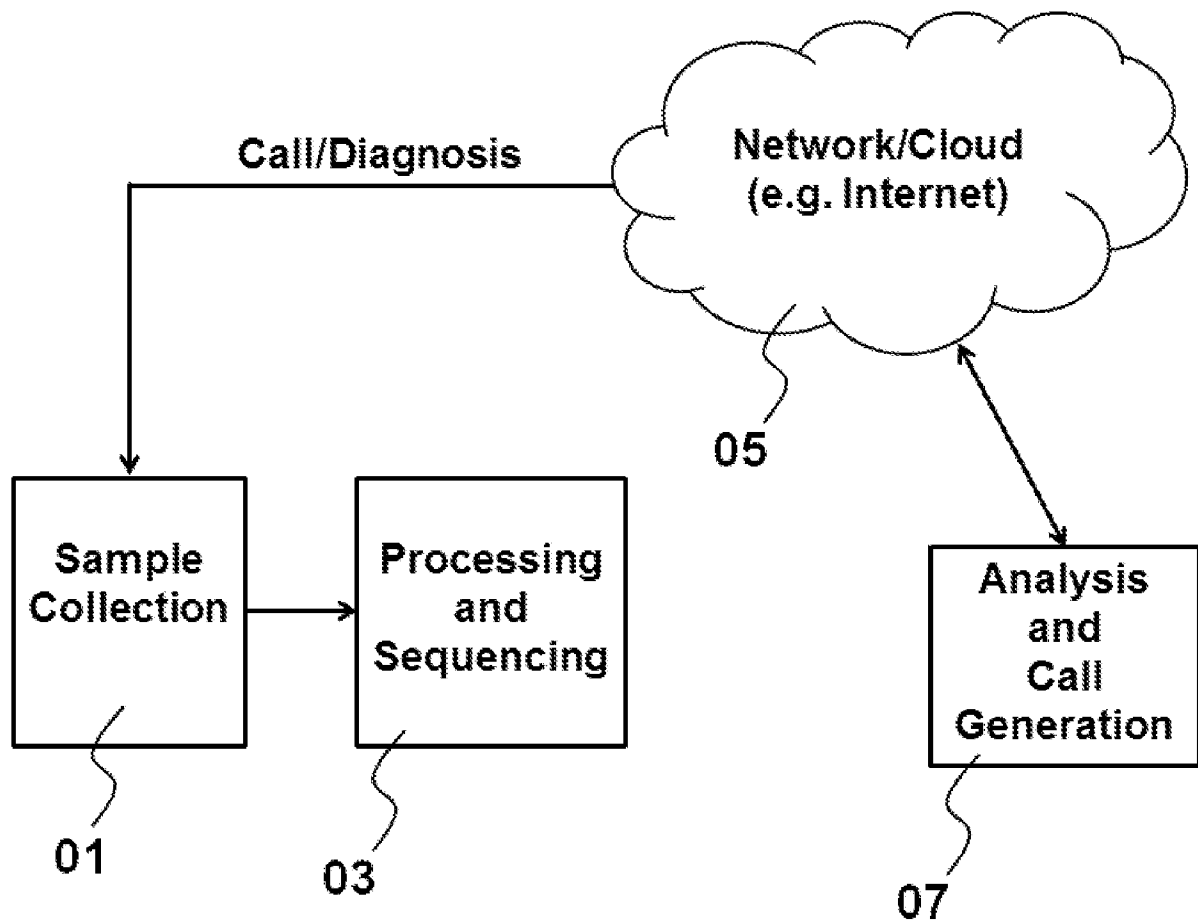 Call/Diagnosis
Network/Cloud
(e.g. Internet)
05
Sample
Collection
Processing
and
Sequencing
Analysis
and
Call
Generation
01
03
07